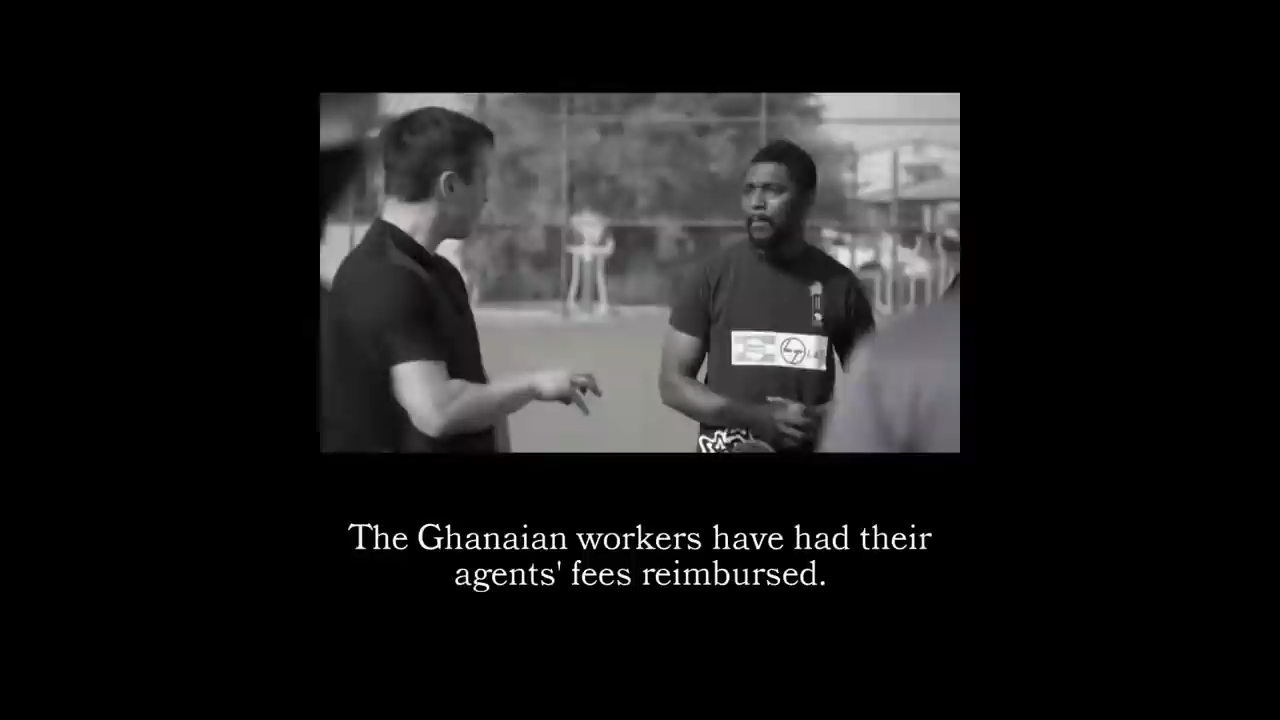 The Ghanaian workers have had their
agents' fees reimbursed.